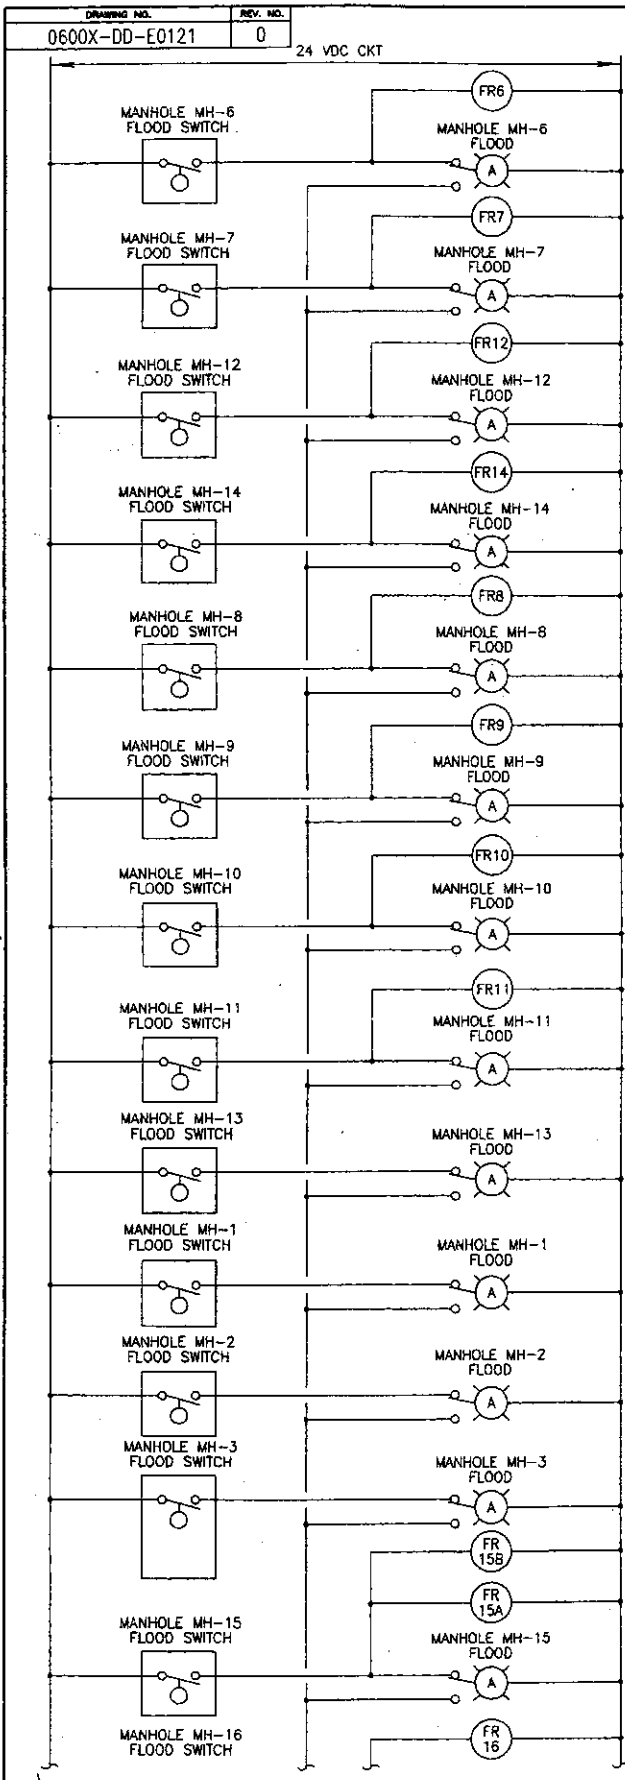 DRAWING NO.
REV. NO.
0600X-DD-E0121
0
24 VDC CKT
FR6
MANHOLE MH-6
FLOOD SWITCH
MANHOLE MH-6
FLOOD
A
FR7
MANHOLE MH-7
FLOOD SWITCH
MANHOLE MH-7
FLOOD
A
FR12
MANHOLE MH-12
FLOOD SWITCH
MANHOLE MH-12
FLOOD
A
FR14
MANHOLE MH-14
FLOOD SWITCH
MANHOLE MH-14
FLOOD
A
FR8
MANHOLE MH-8
FLOOD SWITCH
MANHOLE MH-8
FLOOD
A
FR9
MANHOLE MH-9
FLOOD SWITCH
MANHOLE MH-9
FLOOD
A
FR10
MANHOLE MH-10
FLOOD SWITCH
MANHOLE MH-10
FLOOD
A
FR11
MANHOLE MH-11
FLOOD SWITCH
MANHOLE MH-11
FLOOD
A
MANHOLE MH-13
FLOOD SWITCH
MANHOLE MH-13
FLOOD
A
MANHOLE MH-1
FLOOD SWITCH
MANHOLE MH-1
FLOOD
A
MANHOLE MH-2
FLOOD SWITCH
MANHOLE MH-2
FLOOD
A
MANHOLE MH-3
FLOOD SWITCH
MANHOLE MH-3
FLOOD
A
FR
15B
FR
15A
MANHOLE MH-15
FLOOD SWITCH
MANHOLE MH-15
FLOOD
A
MANHOLE MH-16
FLOOD SWITCH
FR
16